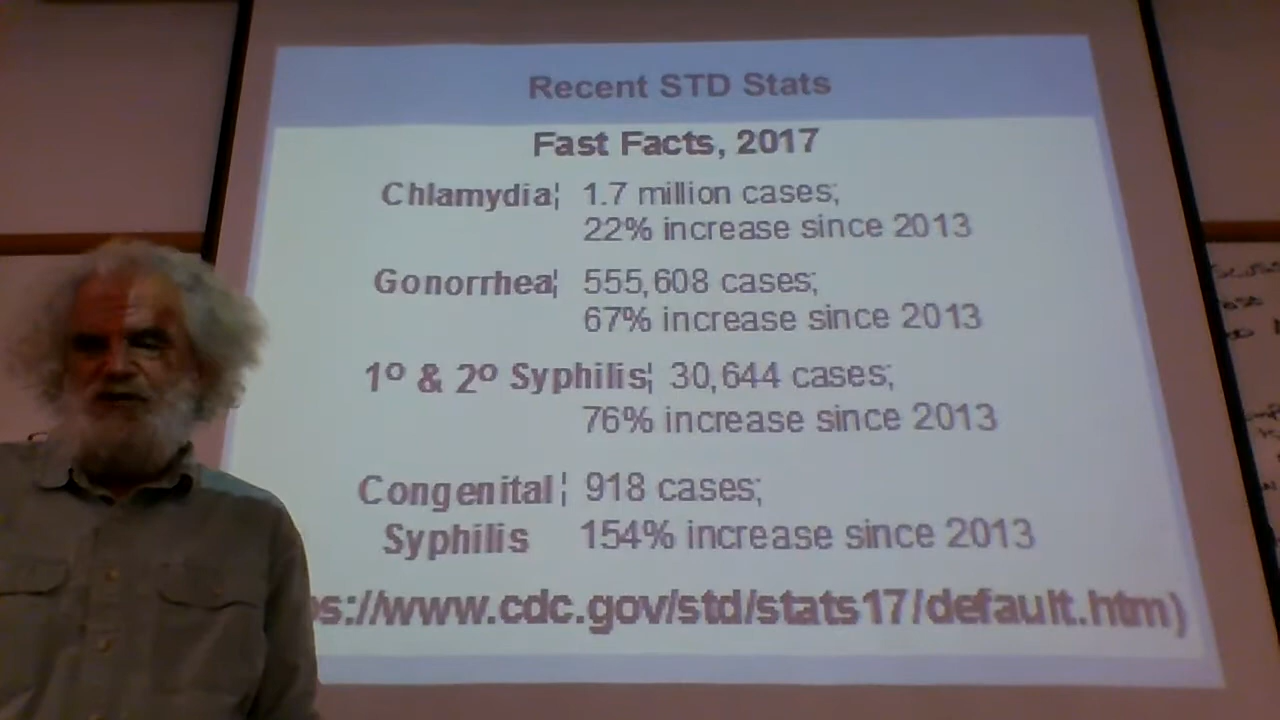 Recent STD Stats
Fast Facts, 2017
Chlamydia¦ 1.7 million cases;
22% increase since 2013
Gonorrhea¦ 555,608 cases;
67% increase since 2013
1º & 2º Syphilis¦ 30,644 cases;
76% increase since 2013
Congenital¦ 918 cases;
Syphilis 154% increase since 2013
s://www.cdc.gov/std/stats17/default.htm)